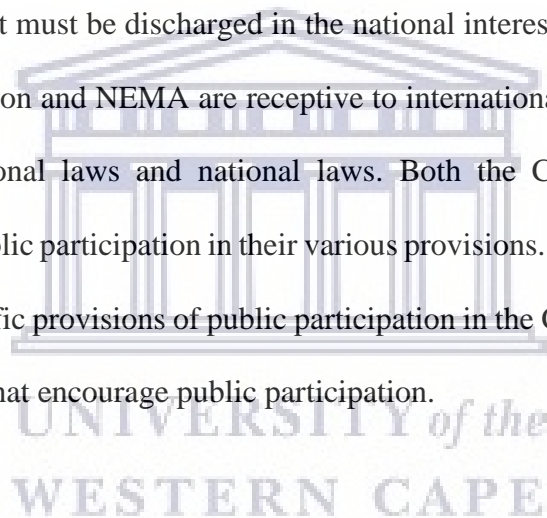 t must be discharged in the national interes
on and NEMA are receptive to internationa
onal laws and national laws. Both the C
olic participation in their various provisions.
fic provisions of public participation in the C
hat encourage public participation.
UNIVERSITY of the
WESTERN CAPE